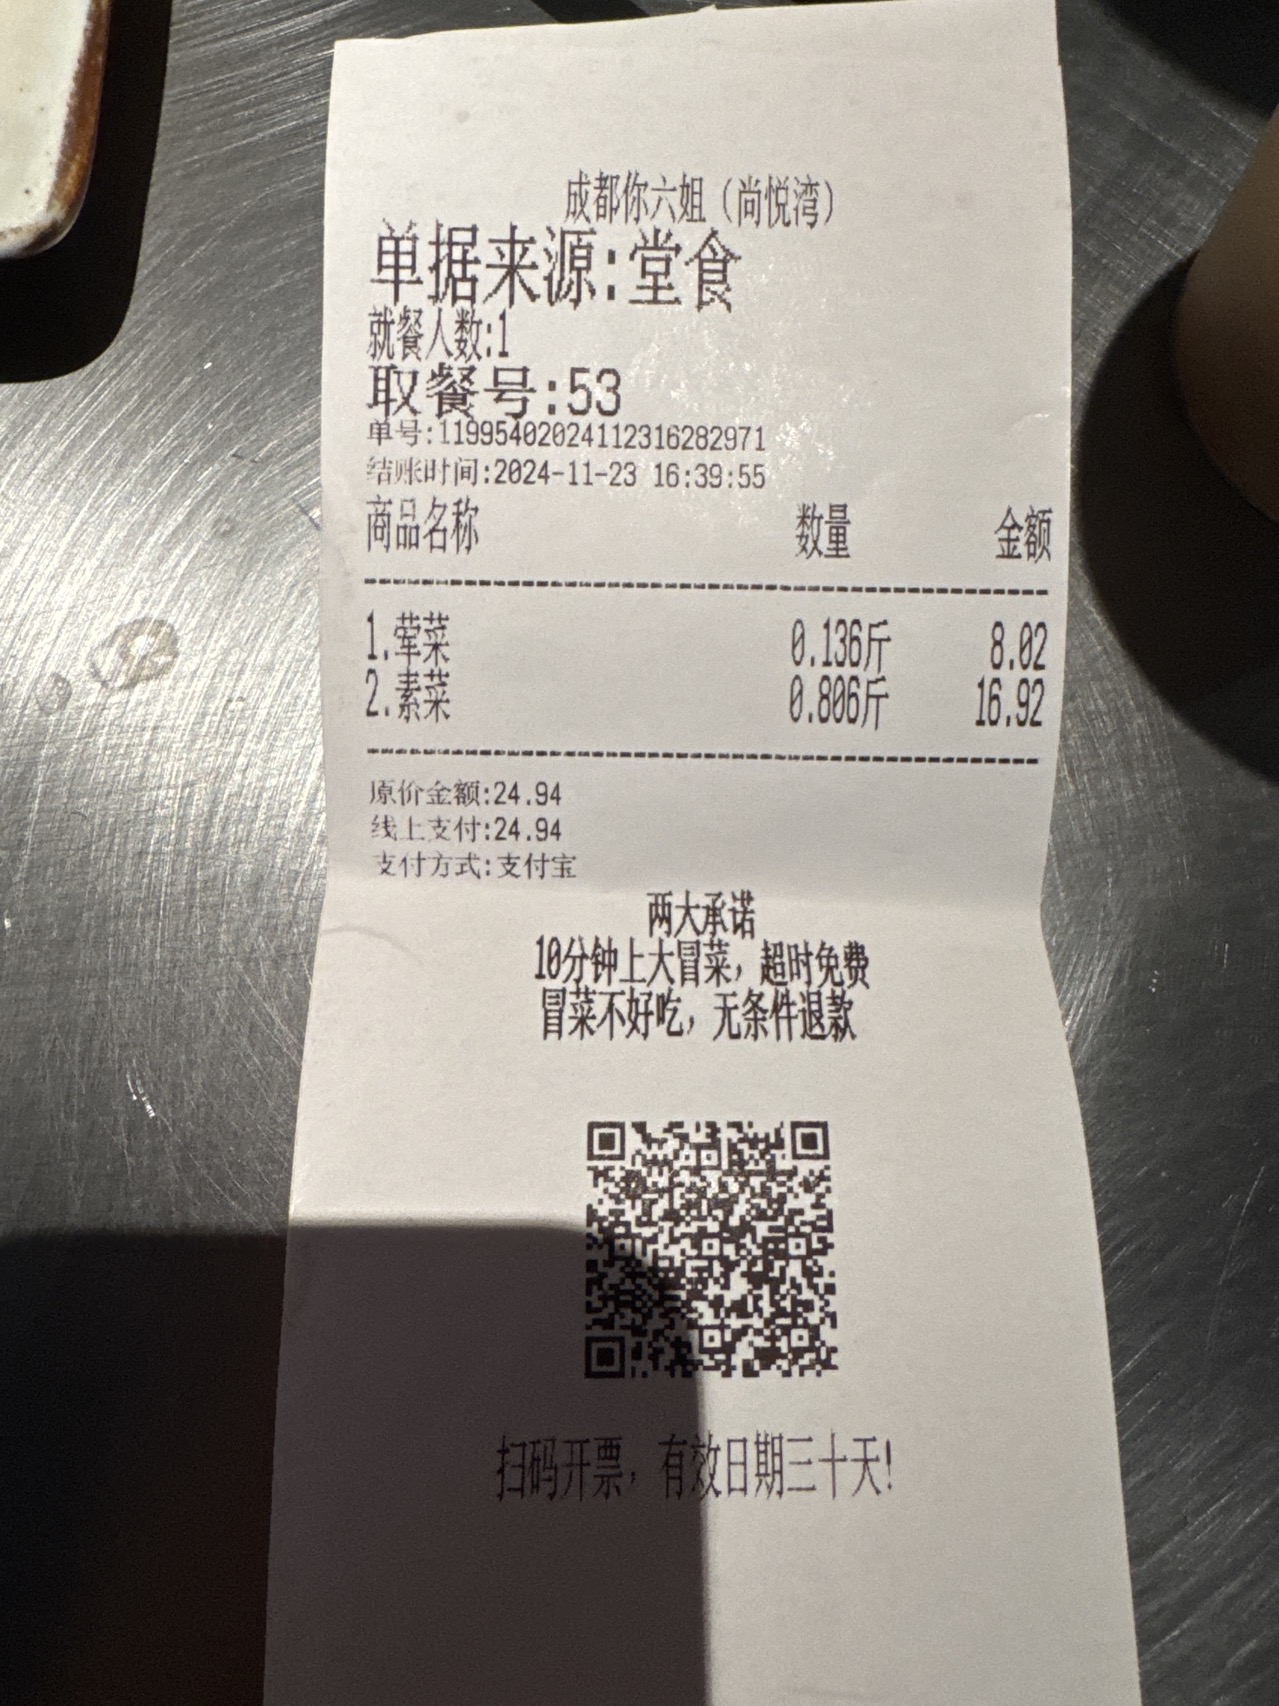 成都你六姐（尚悦湾）
单据来源:堂食
就餐人数:1
取餐号:53
单号:11995402024112316282971
结账时间:2024-11-23 16:39:55
商品名称 数量 金额
1.荤菜 0.136斤 8.02
2.素菜 0.806斤 16.92
原价金额:24.94
线上支付:24.94
支付方式:支付宝
两大承诺
10分钟上大冒菜，超时免费
冒菜不好吃，无条件退款
扫码开票，有效日期三十天!